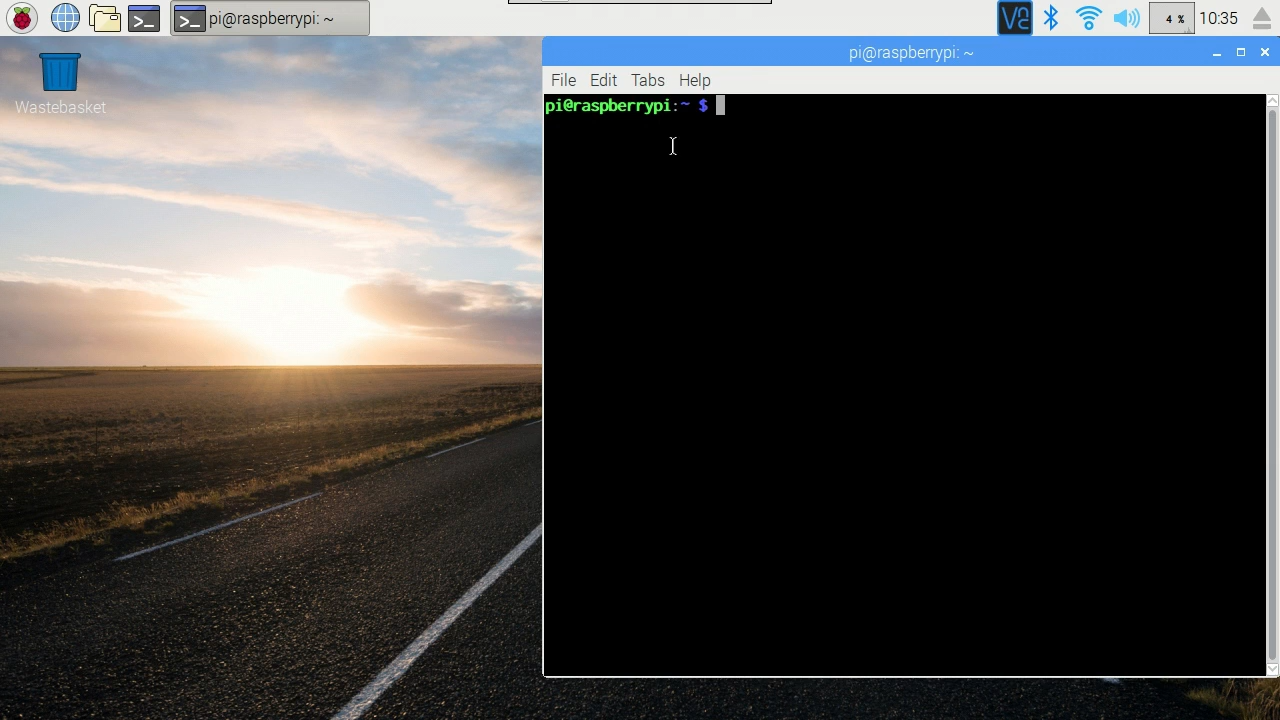 pi@raspberrypi: ~
4 %
10:35
Wastebasket
pi@raspberrypi: ~
File Edit Tabs Help
pi@raspberrypi:~ $